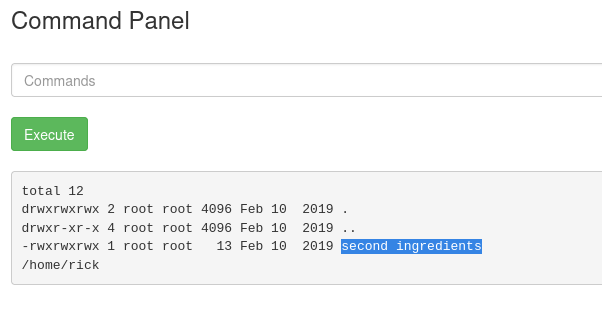 Command Panel
Commands
Execute
total 12
drwxrwxrwx 2 root root 4096 Feb 10  2019 .
drwxr-xr-x 4 root root 4096 Feb 10  2019 ..
-rwxrwxrwx 1 root root   13 Feb 10  2019 second ingredients
/home/rick